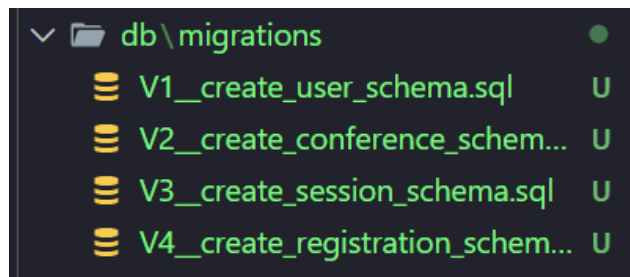 db\migrations
V1__create_user_schema.sql U
V2__create_conference_schem... U
V3__create_session_schema.sql U
V4__create_registration_schem... U